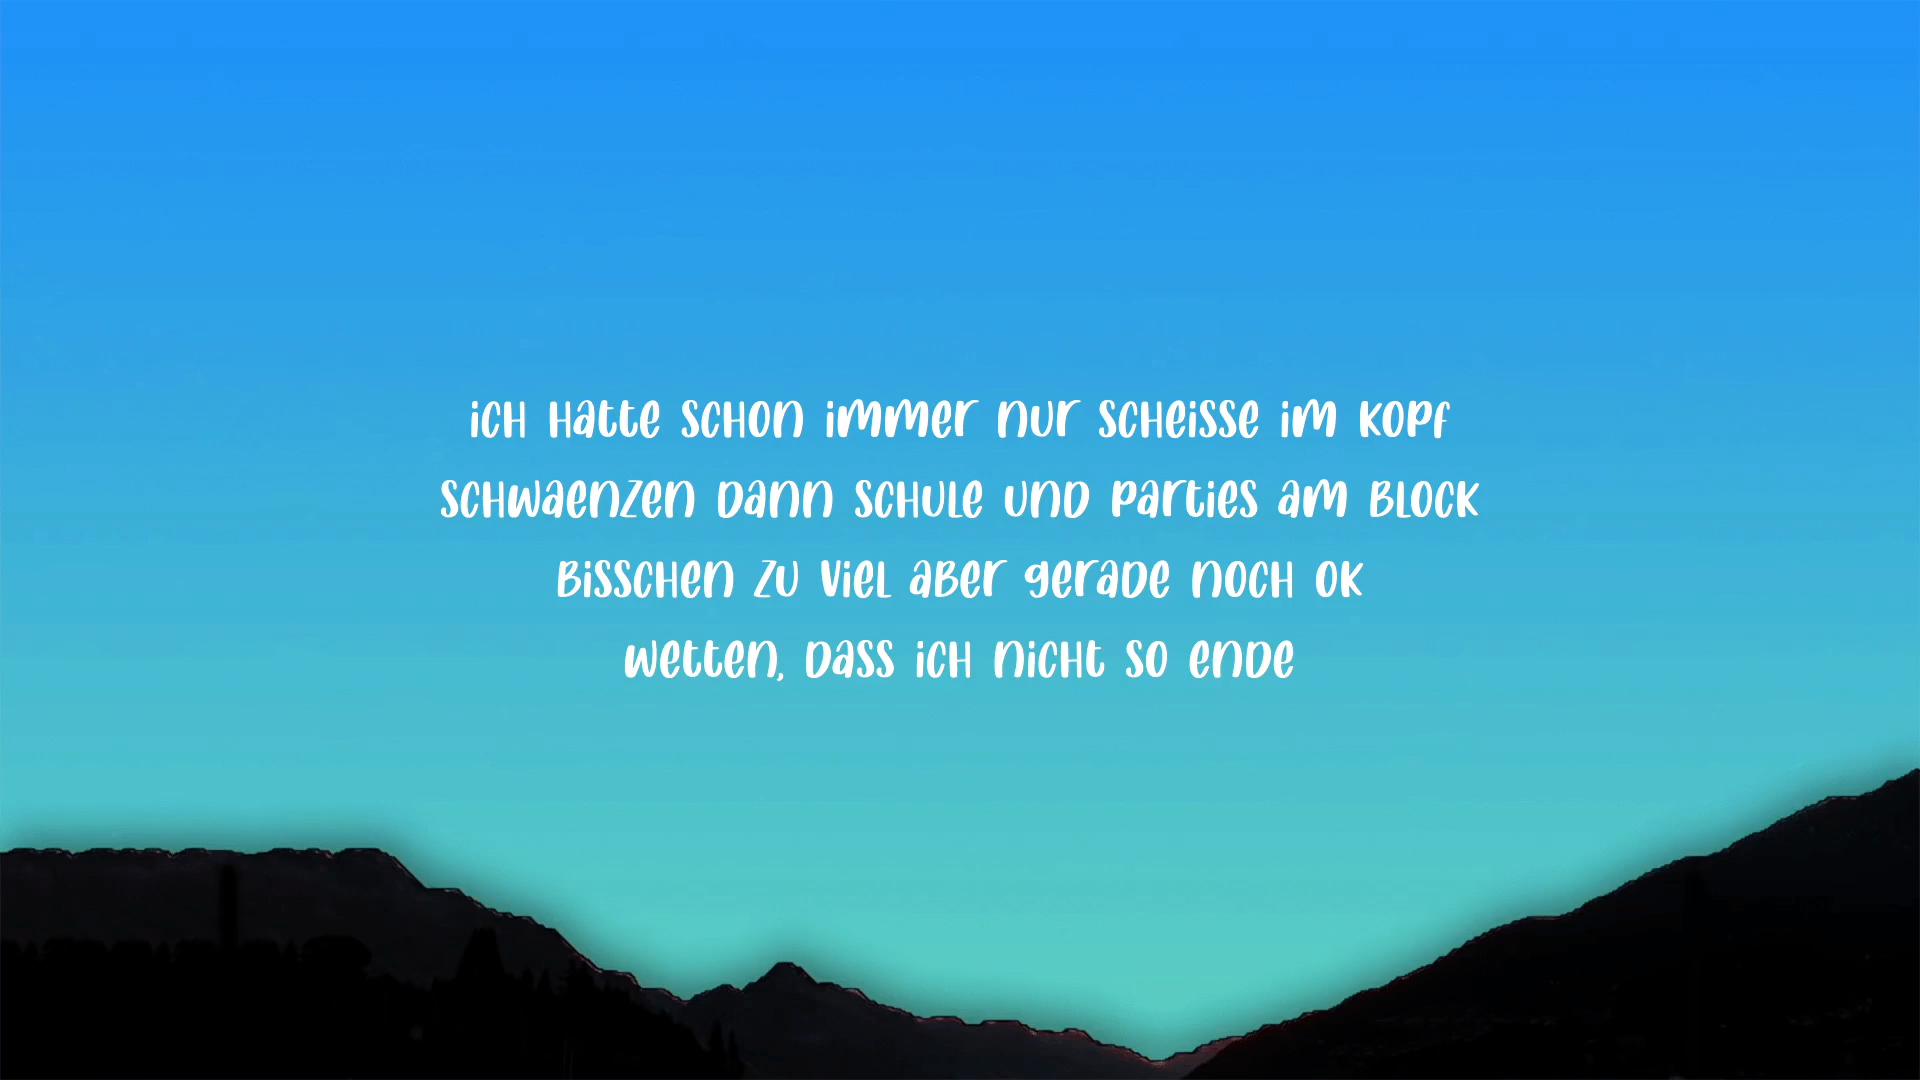 ich hatte schon immer nur scheisse im kopf
schwaenzen dann schule und parties am block
bisschen zu viel aber gerade noch ok
wetten, dass ich nicht so ende